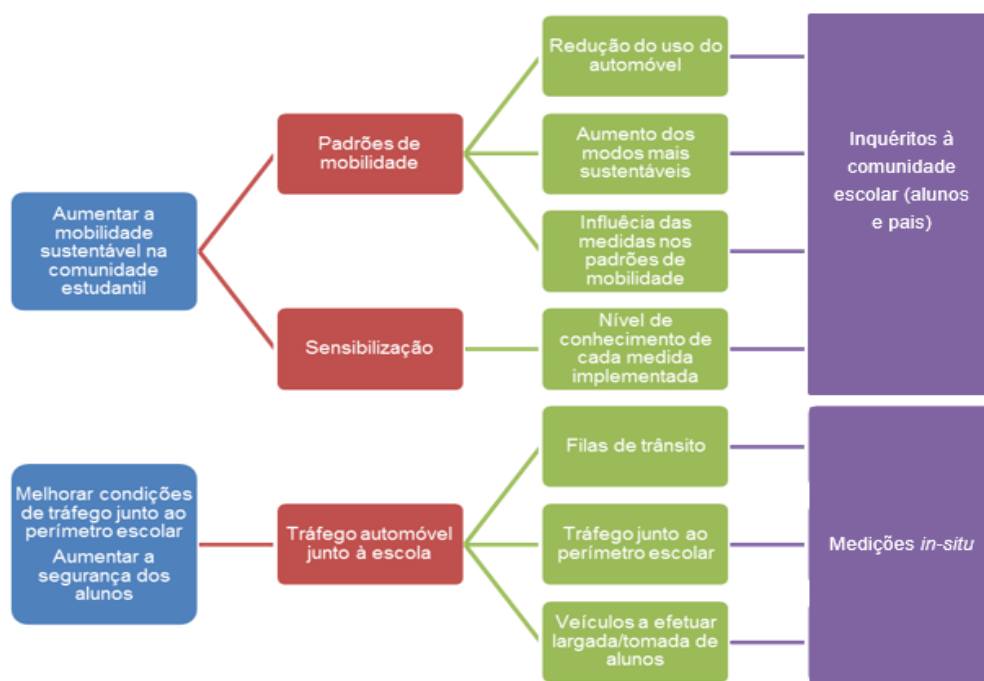 Aumentar a
mobilidade
sustentável na
comunidade
estudantil
Padrões de
mobilidade
Sensibilização
Redução do uso do
automóvel
Aumento dos
modos mais
sustentáveis
Influêcia das
medidas nos
padrões de
mobilidade
Nível de
conhecimento de
cada medida
implementada
Inquéritos à
comunidade
escolar (alunos
e pais)
Melhorar condições
de tráfego junto ao
perímetro escolar
Aumentar a
segurança dos
alunos
Tráfego automóvel
junto à escola
Filas de trânsito
Tráfego junto ao
perímetro escolar
Veículos a efetuar
largada/tomada de
alunos
Medições in-situ